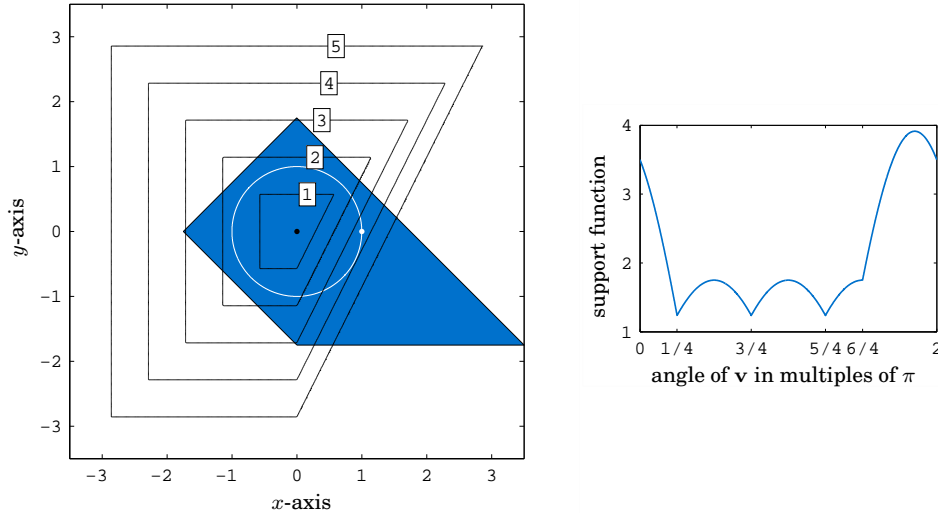 5
4
3
2
1
3
2
1
0
−1
−2
−3
y-axis
−3 −2 −1 0 1 2 3
x-axis
4
3
2
1
support function
0 1/4 3/4 5/4 6/4 2
angle of v in multiples of π